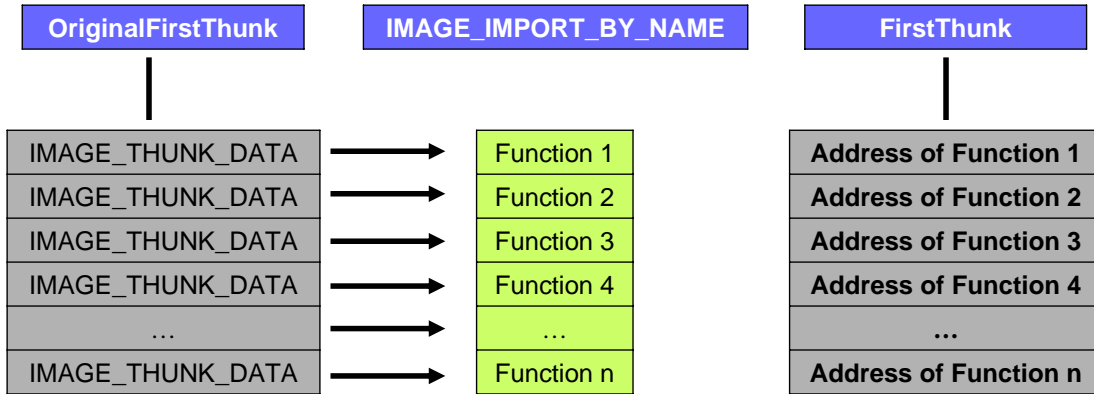 OriginalFirstThunk IMAGE_IMPORT_BY_NAME FirstThunk
IMAGE_THUNK_DATA Function 1 Address of Function 1
IMAGE_THUNK_DATA Function 2 Address of Function 2
IMAGE_THUNK_DATA Function 3 Address of Function 3
IMAGE_THUNK_DATA Function 4 Address of Function 4
… … …
IMAGE_THUNK_DATA Function n Address of Function n